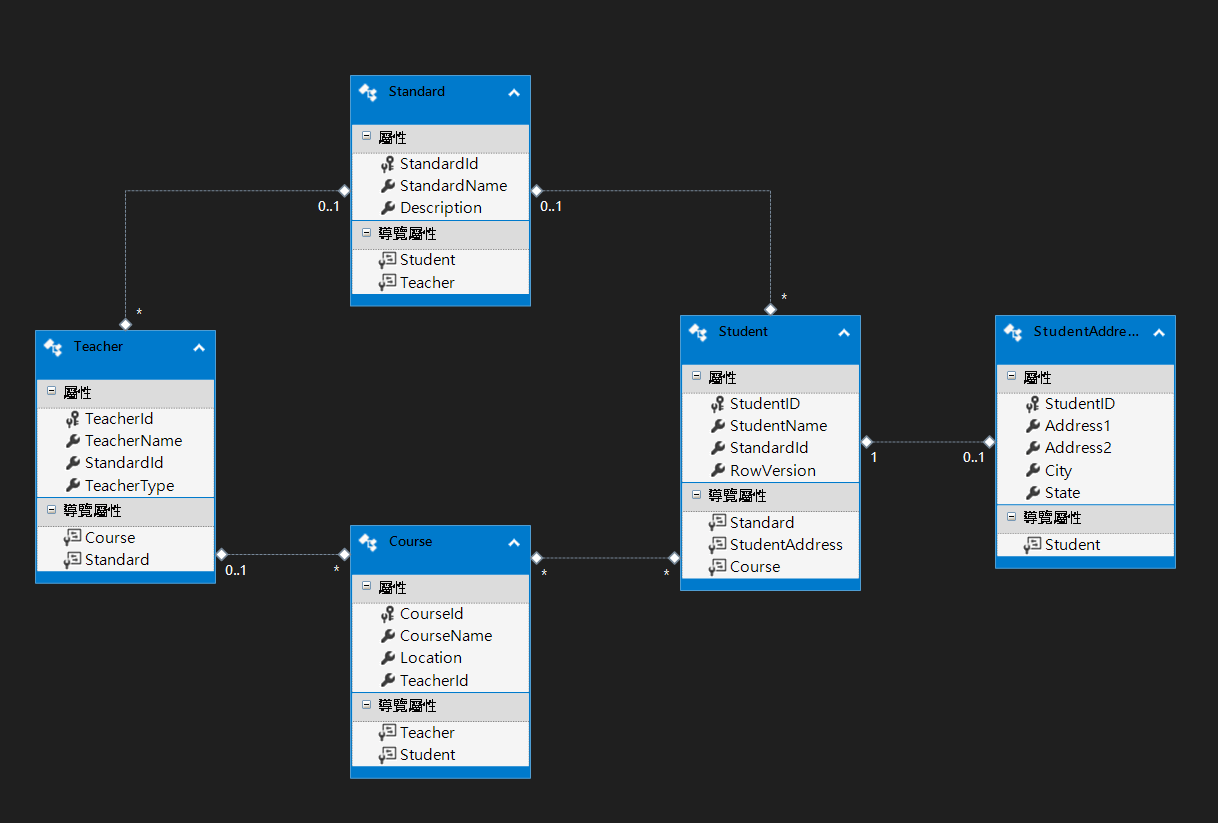 Standard
屬性
StandardId
StandardName
Description
導覽屬性
Student
Teacher
0..1
0..1
*
*
Teacher
屬性
TeacherId
TeacherName
StandardId
TeacherType
導覽屬性
Course
Standard
0..1
*
Course
屬性
CourseId
CourseName
Location
TeacherId
導覽屬性
Teacher
Student
*
*
Student
屬性
StudentID
StudentName
StandardId
RowVersion
導覽屬性
Standard
StudentAddress
Course
1
0..1
StudentAddre...
屬性
StudentID
Address1
Address2
City
State
導覽屬性
Student